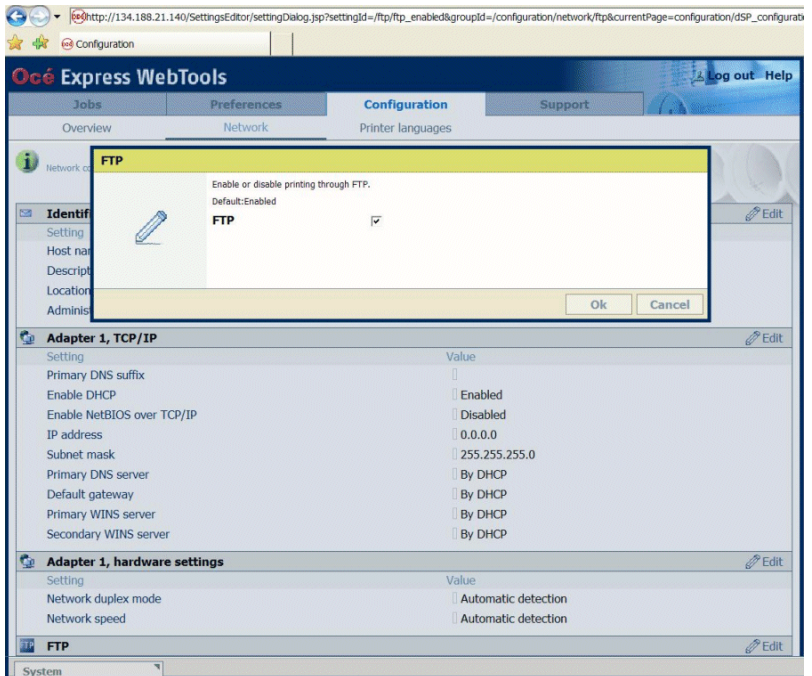 http://134.188.21.140/SettingsEditor/settingDialog.jsp?settingId=/ftp/ftp_enabled&groupId=/configuration/network/ftp&currentPage=configuration/dSP_configurati
océ Configuration
Océ Express WebTools
Log out Help
Jobs Preferences Configuration Support
Overview Network Printer languages
Network co
FTP
Enable or disable printing through FTP.
Default:Enabled
FTP
Ok Cancel
Identifi Edit
Setting
Host nar
Descript
Location
Administ
Adapter 1, TCP/IP Edit
Setting Value
Primary DNS suffix
Enable DHCP Enabled
Enable NetBIOS over TCP/IP Disabled
IP address 0.0.0.0
Subnet mask 255.255.255.0
Primary DNS server By DHCP
Default gateway By DHCP
Primary WINS server By DHCP
Secondary WINS server By DHCP
Adapter 1, hardware settings Edit
Setting Value
Network duplex mode Automatic detection
Network speed Automatic detection
FTP FTP Edit
System